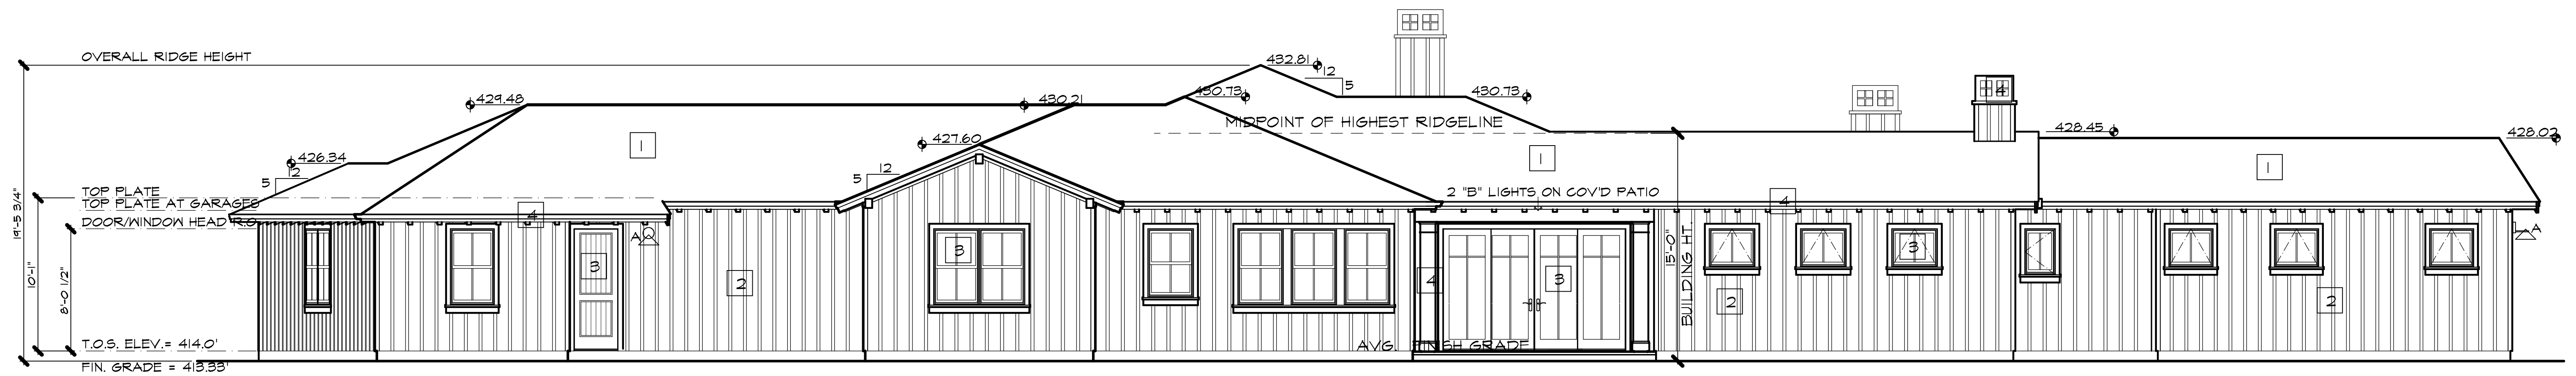 OVERALL RIDGE HEIGHT
432.81
12
5
429.48
430.21
430.73
430.73
4
MIDPOINT OF HIGHEST RIDGELINE
428.45
428.02
427.60
1
1
1
426.34
12
5
12
5
19'-5 3/4"
TOP PLATE
2 "B" LIGHTS ON COV'D PATIO
TOP PLATE AT GARAGES
4
4
DOOR/WINDOW HEAD R.O.
A
A
3
3
3
10'-1"
8'-0 1/2"
2
4
3
15'-0"
BUILDING HT.
2
2
T.O.S. ELEV.= 414.0'
AVG. FINISH GRADE
FIN. GRADE = 413.33'